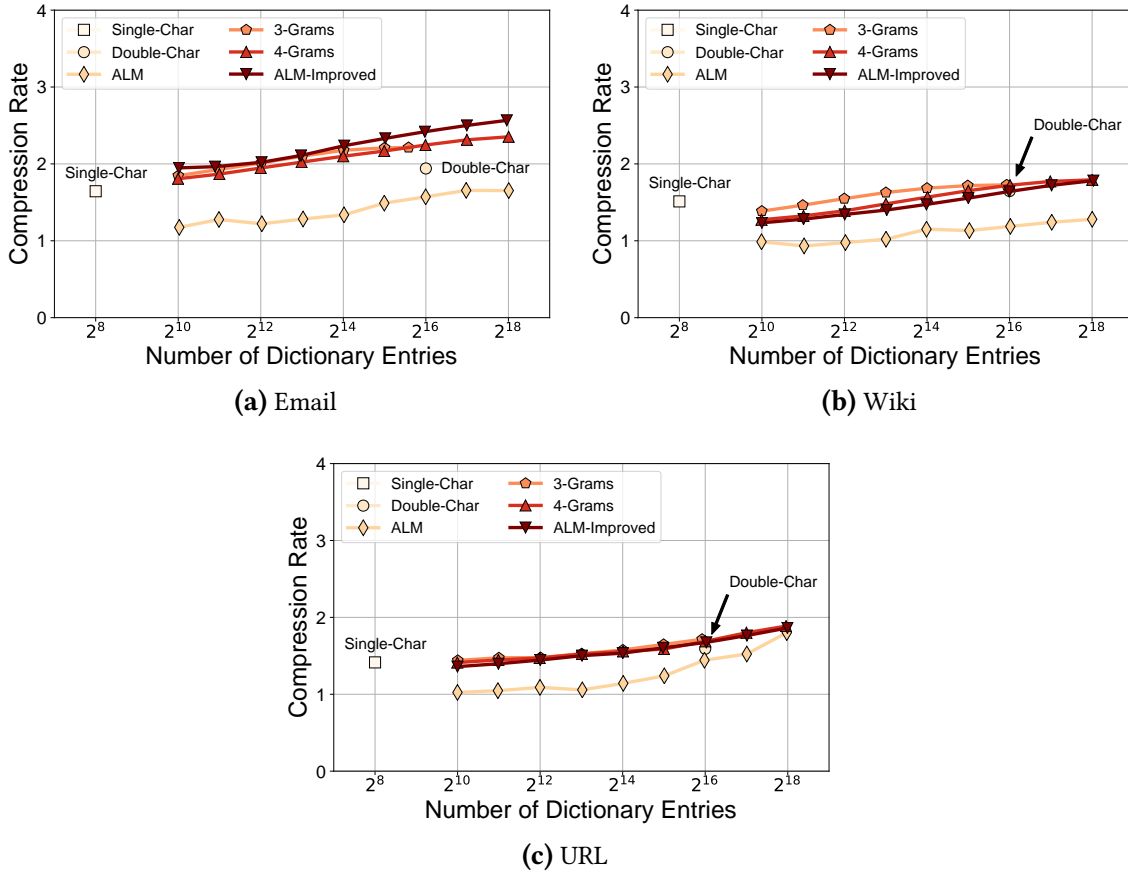 4
3
2
1
0
Compression Rate
Single-Char
Double-Char
ALM
3-Grams
4-Grams
ALM-Improved
Single-Char
Double-Char
2^8 2^10 2^12 2^14 2^16 2^18
Number of Dictionary Entries
(a) Email
4
3
2
1
0
Compression Rate
Single-Char
Double-Char
ALM
3-Grams
4-Grams
ALM-Improved
Double-Char
Single-Char
2^8 2^10 2^12 2^14 2^16 2^18
Number of Dictionary Entries
(b) Wiki
4
3
2
1
0
Compression Rate
Single-Char
Double-Char
ALM
3-Grams
4-Grams
ALM-Improved
Double-Char
Single-Char
2^8 2^10 2^12 2^14 2^16 2^18
Number of Dictionary Entries
(c) URL